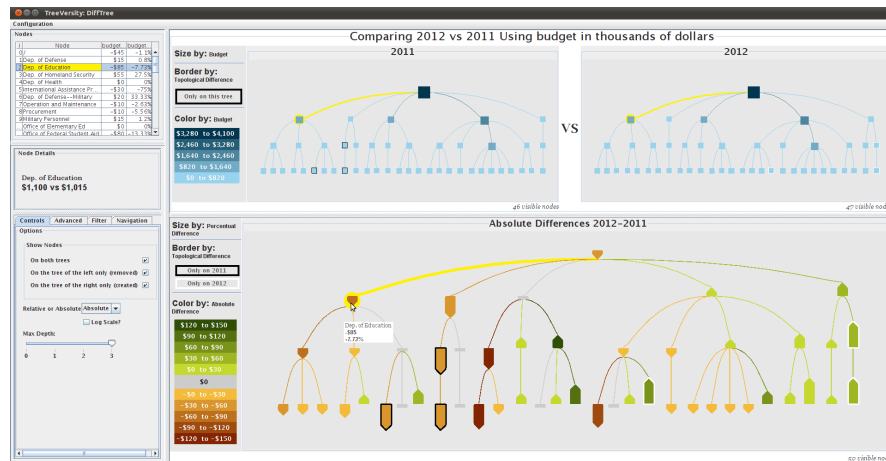 TreeVersity: DiffTree
Configuration
Nodes
Node budget... budget...
0 / -$45 -1.1%
1 Dep. of Defense $15 0.8%
2 Dep. of Education -$85 -7.73%
3 Dep. of Homeland Security $55 27.5%
4 Dep. of Health $0 0%
5 International Assistance Pr... -$30 -75%
6 Dep. of Defense--Military $20 33.33%
7 Operation and Maintenance -$10 -2.63%
8 Procurement -$10 -5.56%
9 Military Personnel $15 1.2%
Office of Elementary Ed $0 0%
Office of Federal Student Aid -$80 -13.33%
Node Details
Dep. of Education
$1,100 vs $1,015
Controls Advanced Filter Navigation
Options
Show Nodes
On both trees
On the tree of the left only (removed)
On the tree of the right only (created)
Relative or Absolute Absolute
Log Scale?
Max Depth:
0 1 2 3
Comparing 2012 vs 2011 Using budget in thousands of dollars
Size by: Budget
Border by:
Topological Difference
Only on this tree
Color by: Budget
$3,280 to $4,100
$2,460 to $3,280
$1,640 to $2,460
$820 to $1,640
$0 to $820
2011
46 visible nodes
VS
2012
47 visible nodes
Size by: Percentual
Difference
Border by:
Topological Difference
Only on 2011
Only on 2012
Color by: Absolute
Difference
$120 to $150
$90 to $120
$60 to $90
$30 to $60
$0 to $30
$0
-$0 to -$30
-$30 to -$60
-$60 to -$90
-$90 to -$120
-$120 to -$150
Absolute Differences 2012-2011
Dep. of Education
-$85
-7.73%
50 visible nodes